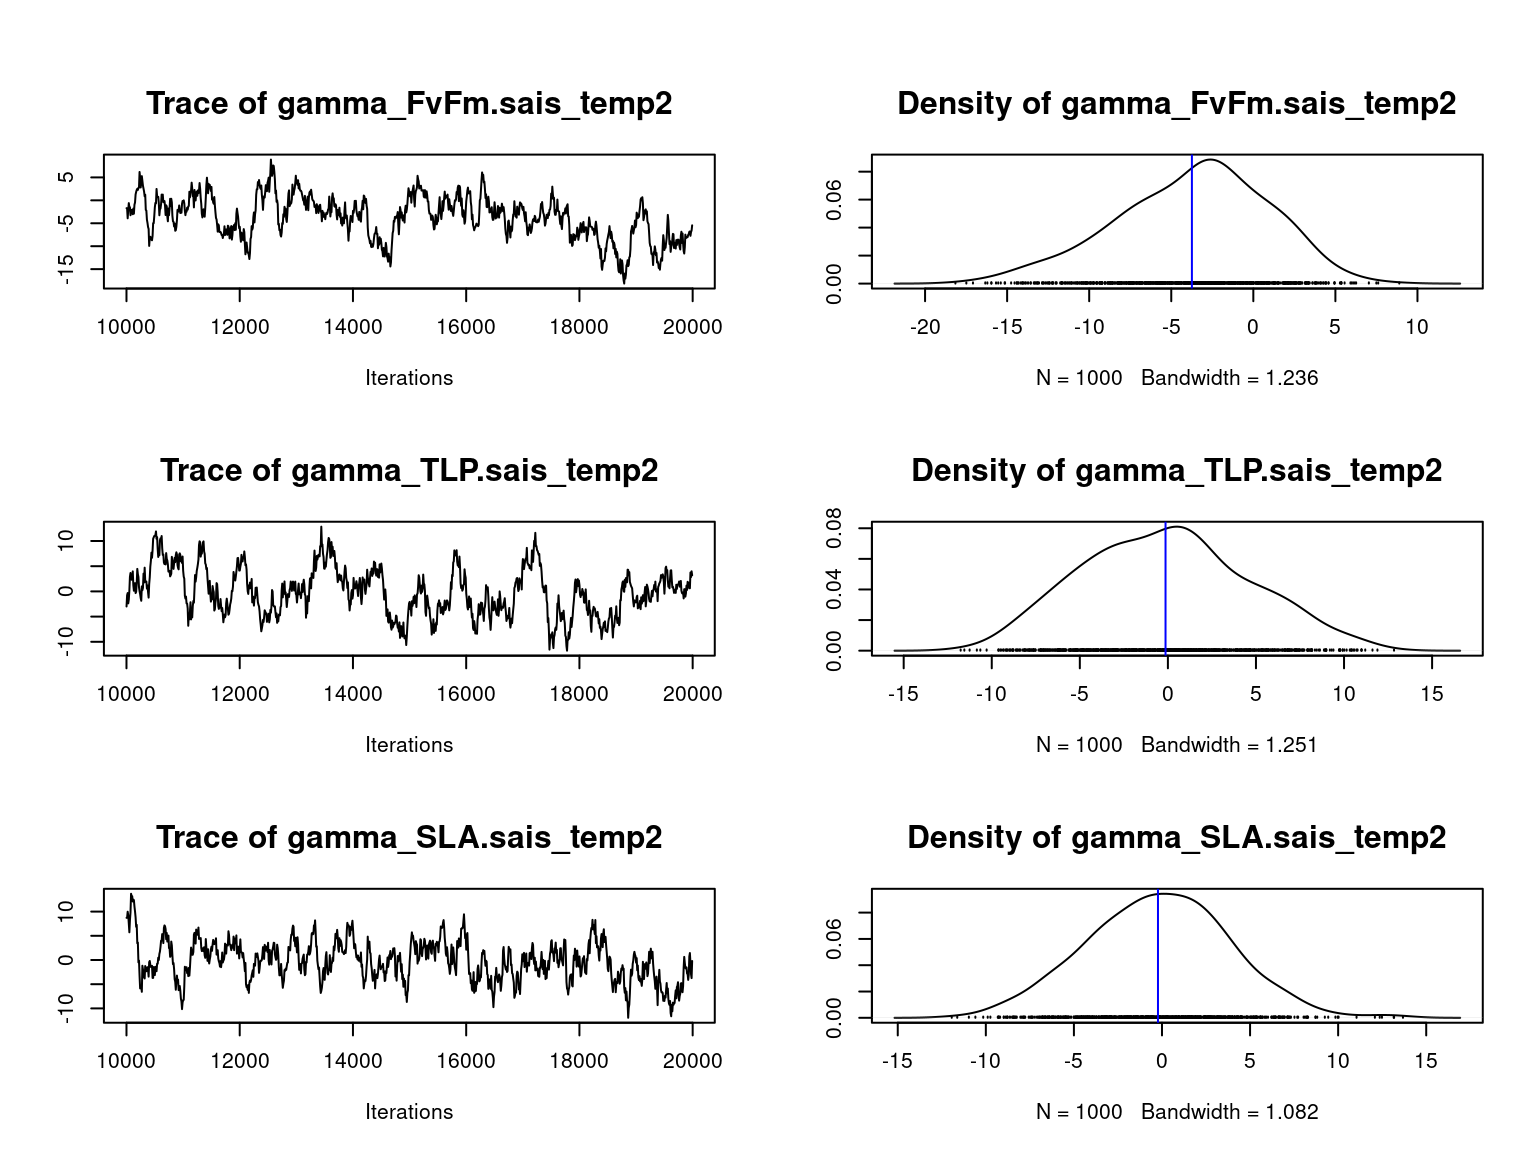 Trace of gamma_FvFm.sais_temp2
5
-5
-15
10000 12000 14000 16000 18000 20000
Iterations
Density of gamma_FvFm.sais_temp2
0.06
0.00
-20 -15 -10 -5 0 5 10
N = 1000 Bandwidth = 1.236
Trace of gamma_TLP.sais_temp2
10
0
-10
10000 12000 14000 16000 18000 20000
Iterations
Density of gamma_TLP.sais_temp2
0.08
0.04
0.00
-15 -10 -5 0 5 10 15
N = 1000 Bandwidth = 1.251
Trace of gamma_SLA.sais_temp2
10
0
-10
10000 12000 14000 16000 18000 20000
Iterations
Density of gamma_SLA.sais_temp2
0.06
0.00
-15 -10 -5 0 5 10 15
N = 1000 Bandwidth = 1.082